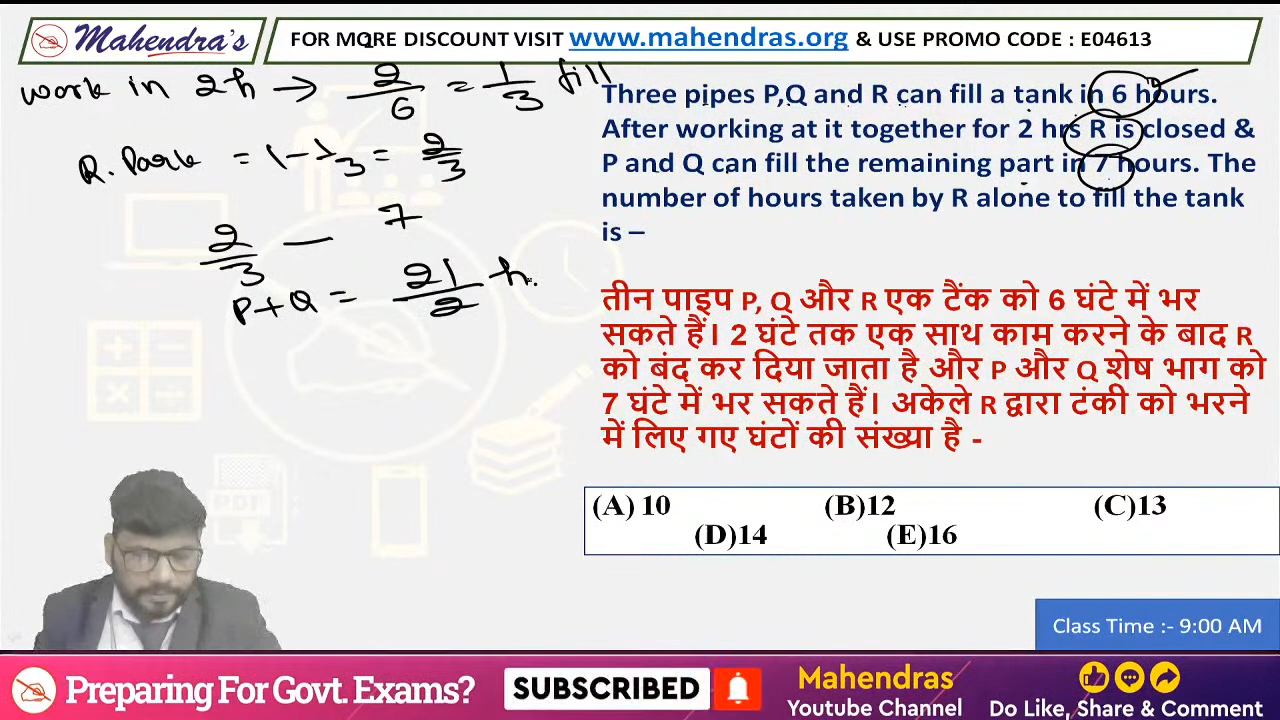 Mahendra's
FOR MORE DISCOUNT VISIT www.mahendras.org & USE PROMO CODE : E04613
work in 2h → 2/6 = 1/3 fill
R. Park = 1-1/3 = 2/3
2/3 — 7
P+Q = 21/2 h.
Three pipes P,Q and R can fill a tank in 6 hours.
After working at it together for 2 hrs R is closed &
P and Q can fill the remaining part in 7 hours. The
number of hours taken by R alone to fill the tank
is –
तीन पाइप P, Q और R एक टैंक को 6 घंटे में भर
सकते हैं। 2 घंटे तक एक साथ काम करने के बाद R
को बंद कर दिया जाता है और P और Q शेष भाग को
7 घंटे में भर सकते हैं। अकेले R द्वारा टंकी को भरने
में लिए गए घंटों की संख्या है -
(A) 10 (B)12 (C)13
(D)14 (E)16
PDF
Class Time :- 9:00 AM
Preparing For Govt. Exams?
SUBSCRIBED
Mahendras
Youtube Channel
Do Like, Share & Comment